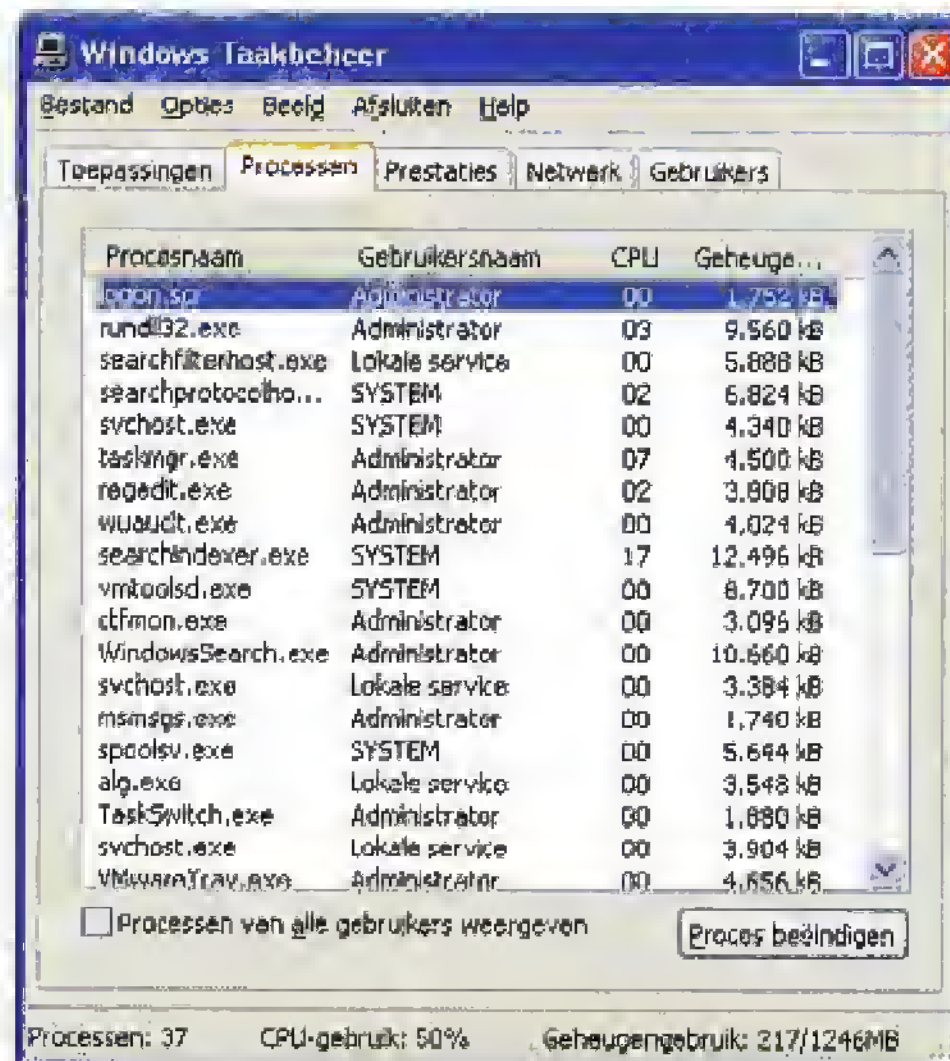 Windows Taakbeheer
Bestand Opties Beeld Afsluiten Help
Toepassingen Processen Prestaties Netwerk Gebruikers
Procesnaam Gebruikersnaam CPU Geheuge...
logon.scr Administrator 00 1.752 kB
rundll32.exe Administrator 03 9.560 kB
searchfilterhost.exe Lokale service 00 5.888 kB
searchprotocolho... SYSTEM 02 6.824 kB
svchost.exe SYSTEM 00 4.340 kB
taskmgr.exe Administrator 07 4.500 kB
regedit.exe Administrator 02 3.808 kB
wuauclt.exe Administrator 00 4.024 kB
searchindexer.exe SYSTEM 17 12.496 kB
vmtoolsd.exe SYSTEM 00 8.700 kB
ctfmon.exe Administrator 00 3.096 kB
WindowsSearch.exe Administrator 00 10.660 kB
svchost.exe Lokale service 00 3.384 kB
msmsgs.exe Administrator 00 1.740 kB
spoolsv.exe SYSTEM 00 5.644 kB
alg.exe Lokale service 00 3.548 kB
TaskSwitch.exe Administrator 00 1.880 kB
svchost.exe Lokale service 00 3.904 kB
VMwareTray.exe Administrator 00 4.656 kB
Processen van alle gebruikers weergeven
Proces beëindigen
Processen: 37 CPU-gebruik: 50% Geheugengebruik: 217/1246MB